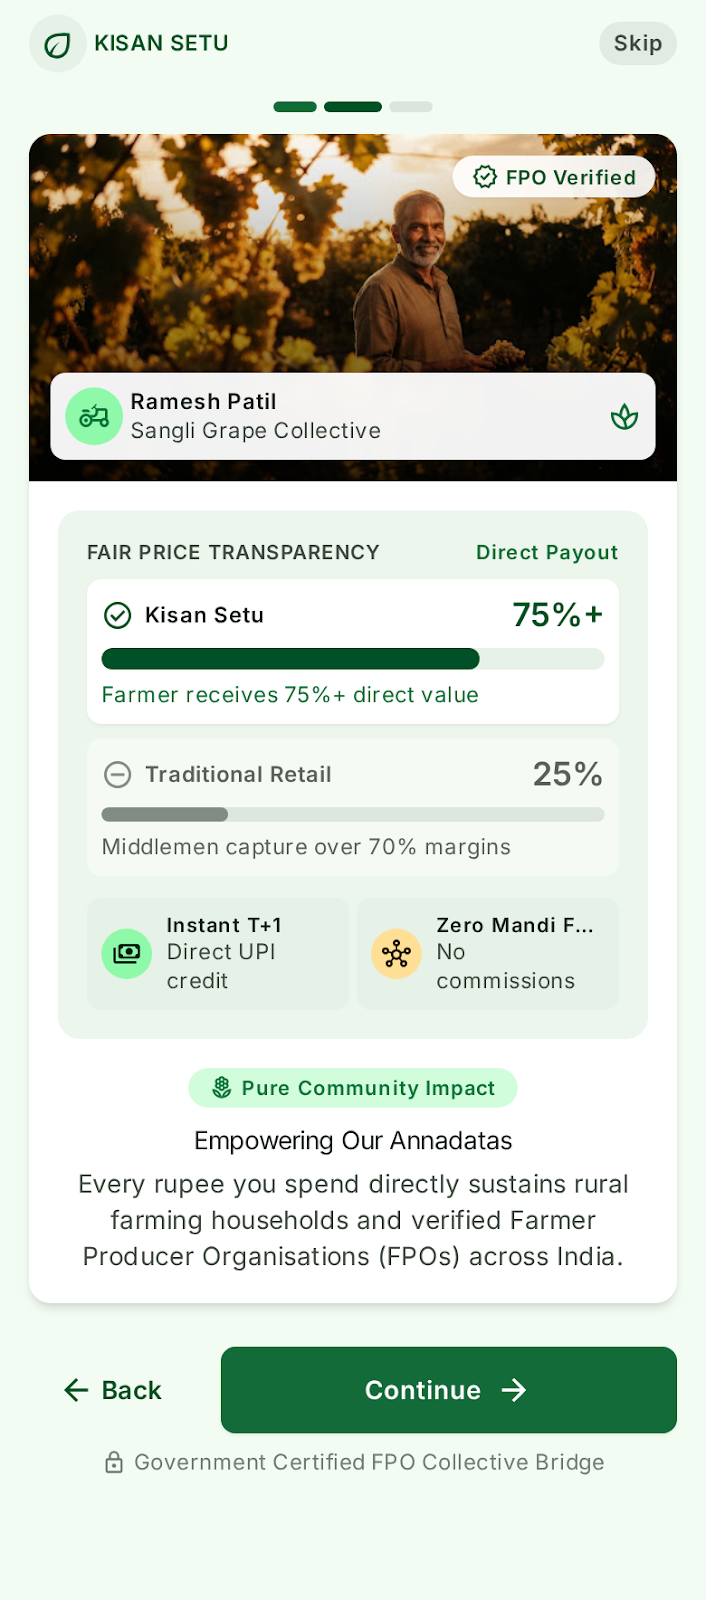 KISAN SETU
Skip
FPO Verified
Ramesh Patil
Sangli Grape Collective
FAIR PRICE TRANSPARENCY
Direct Payout
Kisan Setu
75%+
Farmer receives 75%+ direct value
Traditional Retail
25%
Middlemen capture over 70% margins
Instant T+1
Direct UPI
credit
Zero Mandi F...
No
commissions
Pure Community Impact
Empowering Our Annadatas
Every rupee you spend directly sustains rural
farming households and verified Farmer
Producer Organisations (FPOs) across India.
Back
Continue
Government Certified FPO Collective Bridge